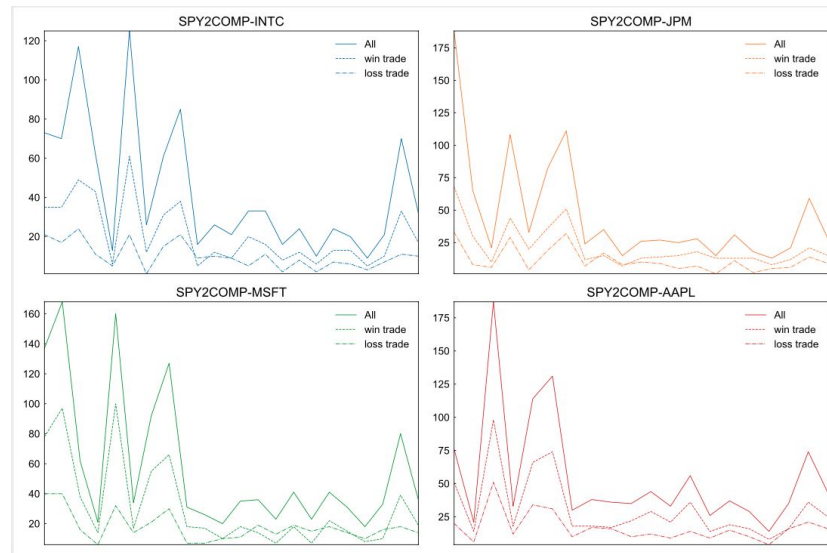 SPY2COMP-INTC
120
100
80
60
40
20
All
win trade
loss trade
SPY2COMP-JPM
175
150
125
100
75
50
25
All
win trade
loss trade
SPY2COMP-MSFT
160
140
120
100
80
60
40
20
All
win trade
loss trade
SPY2COMP-AAPL
175
150
125
100
75
50
25
All
win trade
loss trade